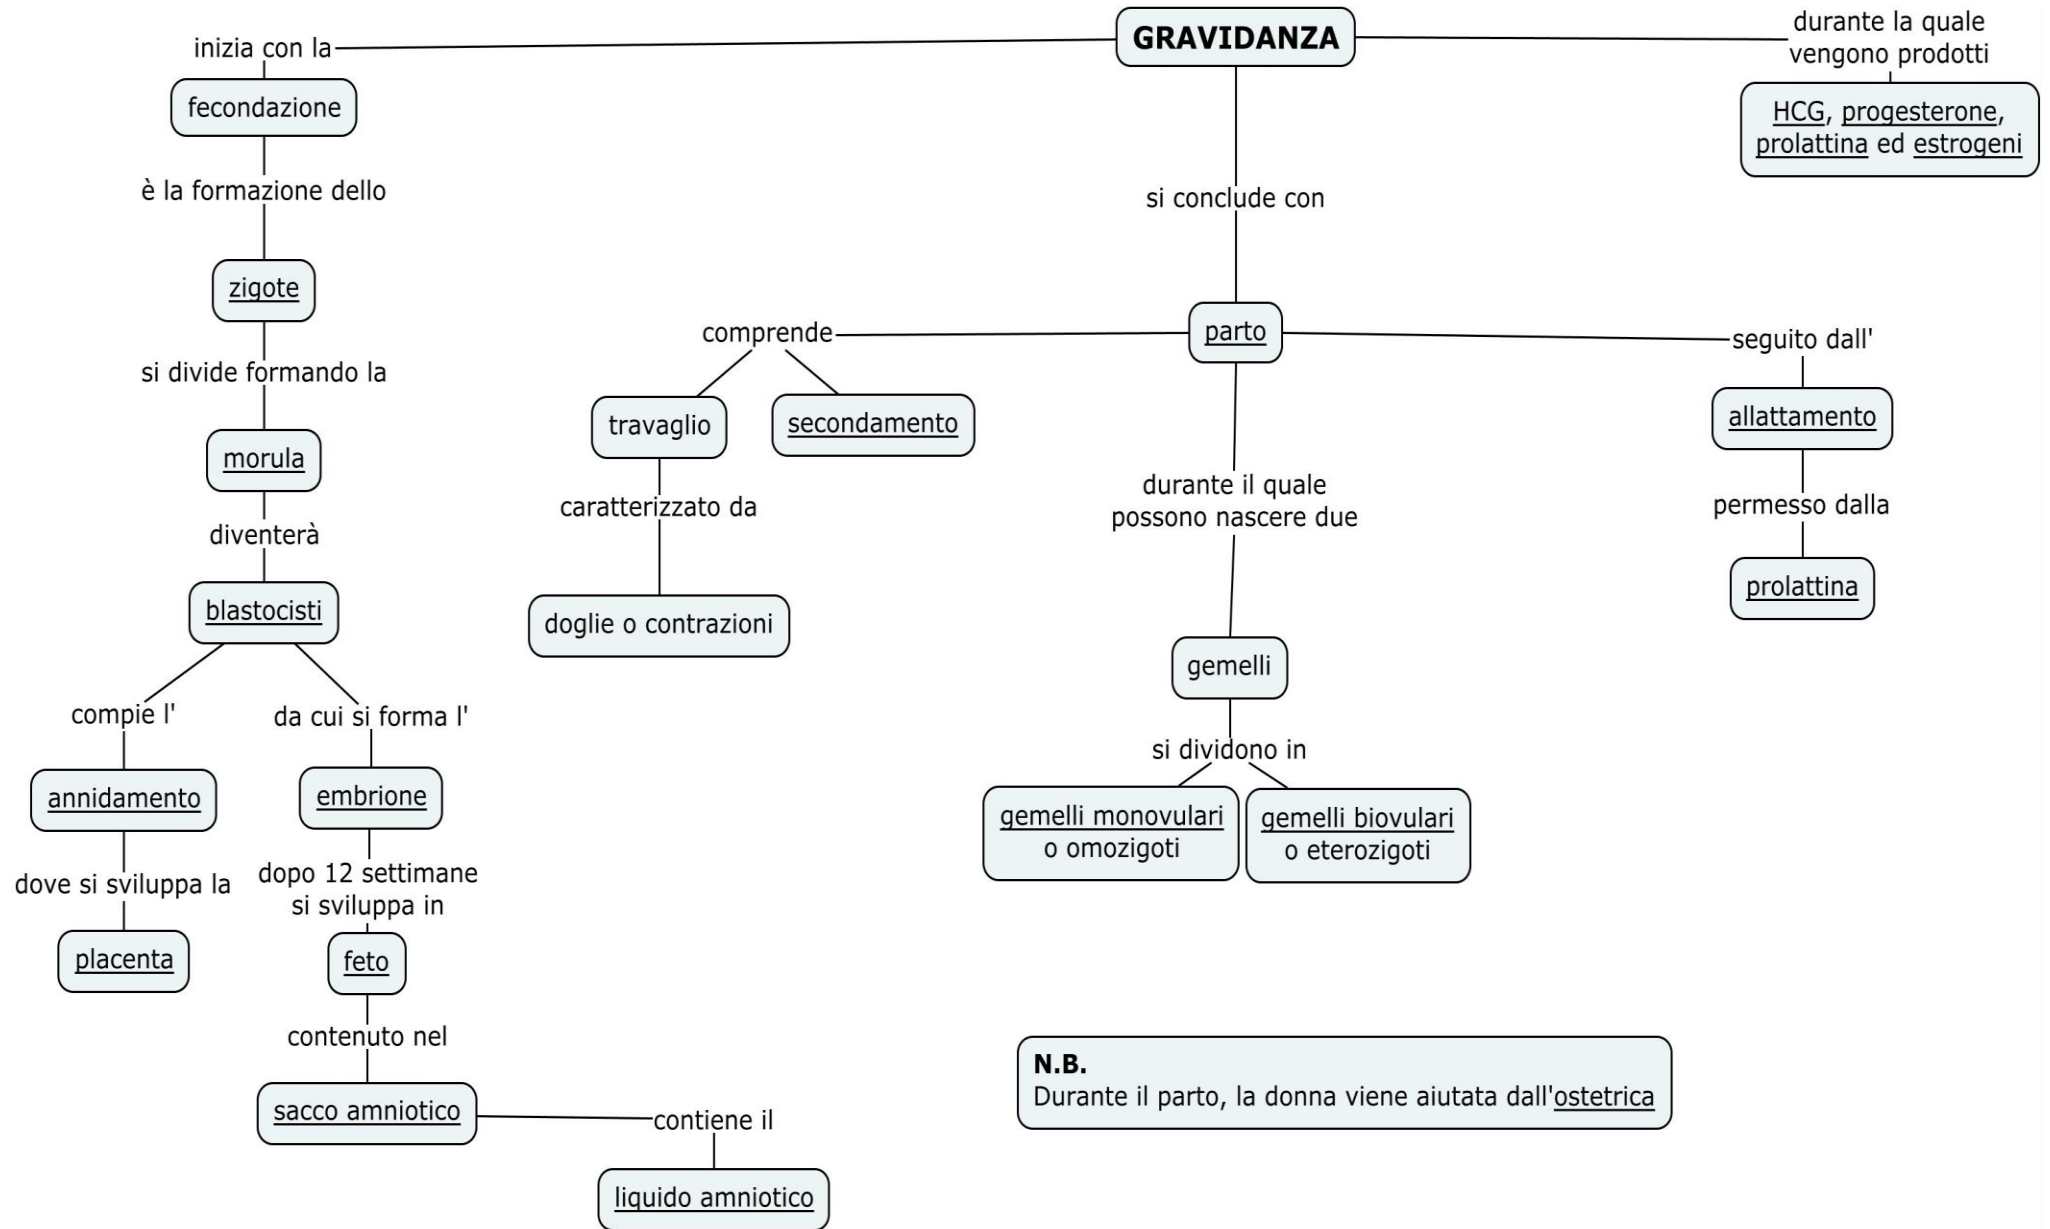 GRAVIDANZA
inizia con la
fecondazione
è la formazione dello
zigote
si divide formando la
morula
diventerà
blastocisti
compie l'
annidamento
dove si sviluppa la
placenta
da cui si forma l'
embrione
dopo 12 settimane
si sviluppa in
feto
contenuto nel
sacco amniotico
contiene il
liquido amniotico
si conclude con
parto
comprende
travaglio
caratterizzato da
doglie o contrazioni
secondamento
durante il quale
possono nascere due
gemelli
si dividono in
gemelli monovulari
o omozigoti
gemelli biovulari
o eterozigoti
seguito dall'
allattamento
permesso dalla
prolattina
durante la quale
vengono prodotti
HCG, progesterone,
prolattina ed estrogeni
N.B.
Durante il parto, la donna viene aiutata dall'ostetrica